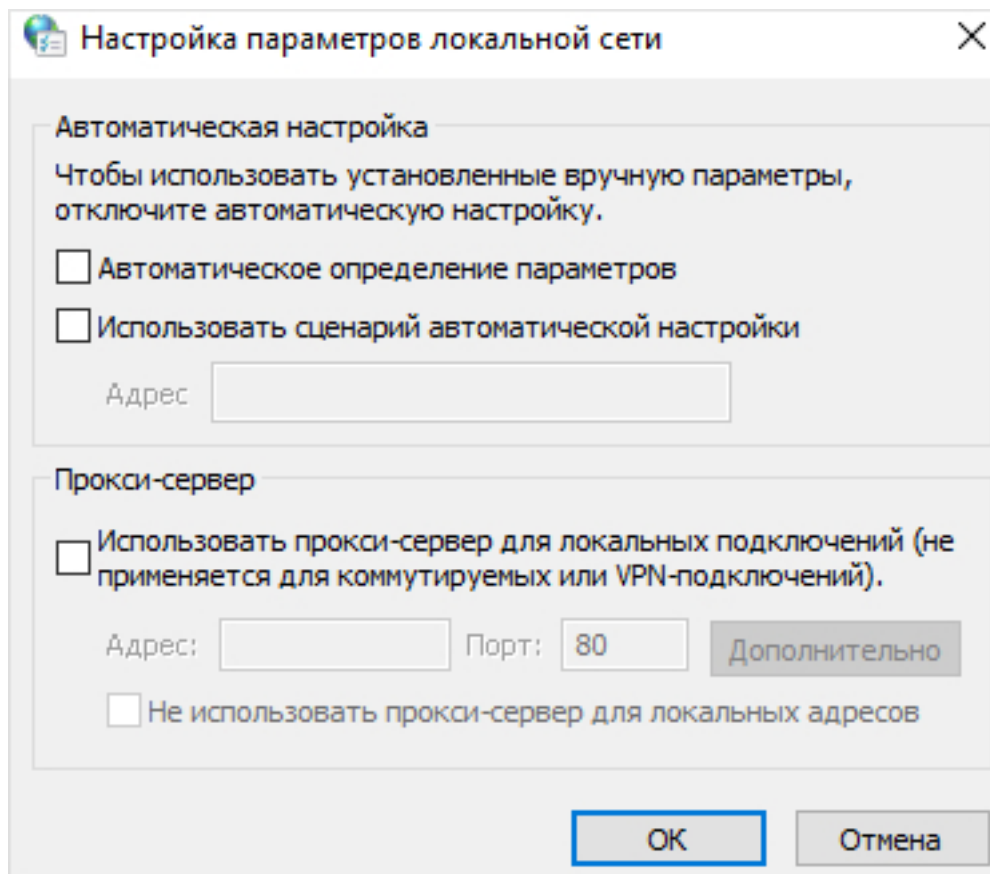 Настройка параметров локальной сети
Автоматическая настройка
Чтобы использовать установленные вручную параметры,
отключите автоматическую настройку.
Автоматическое определение параметров
Использовать сценарий автоматической настройки
Адрес
Прокси-сервер
Использовать прокси-сервер для локальных подключений (не
применяется для коммутируемых или VPN-подключений).
Адрес: Порт: 80 Дополнительно
Не использовать прокси-сервер для локальных адресов
ОК Отмена